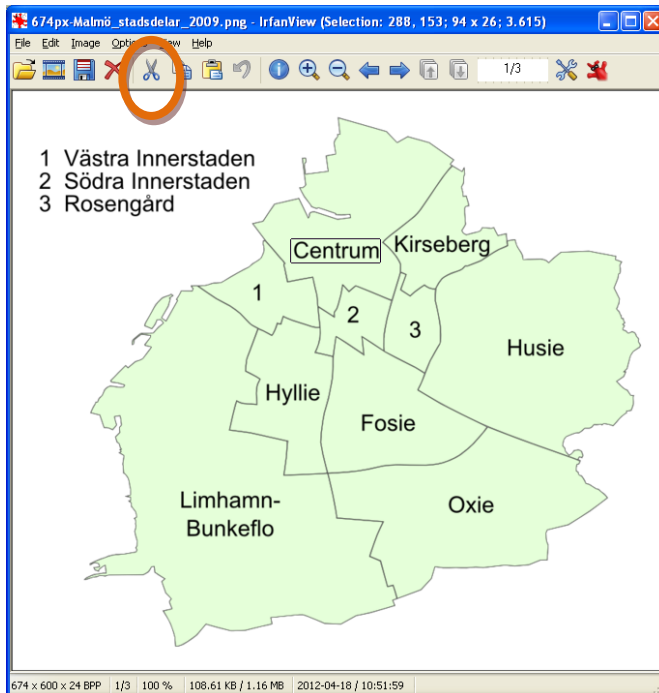 674px-Malmö_stadsdelar_2009.png - IrfanView (Selection: 288, 153; 94 x 26; 3.615)
File Edit Image Options View Help
1/3
1 Västra Innerstaden
2 Södra Innerstaden
3 Rosengård
Centrum
Kirseberg
1
2
3
Husie
Hyllie
Fosie
Limhamn-
Bunkeflo
Oxie
674 x 600 x 24 BPP 1/3 100 % 108.61 KB / 1.16 MB 2012-04-18 / 10:51:59